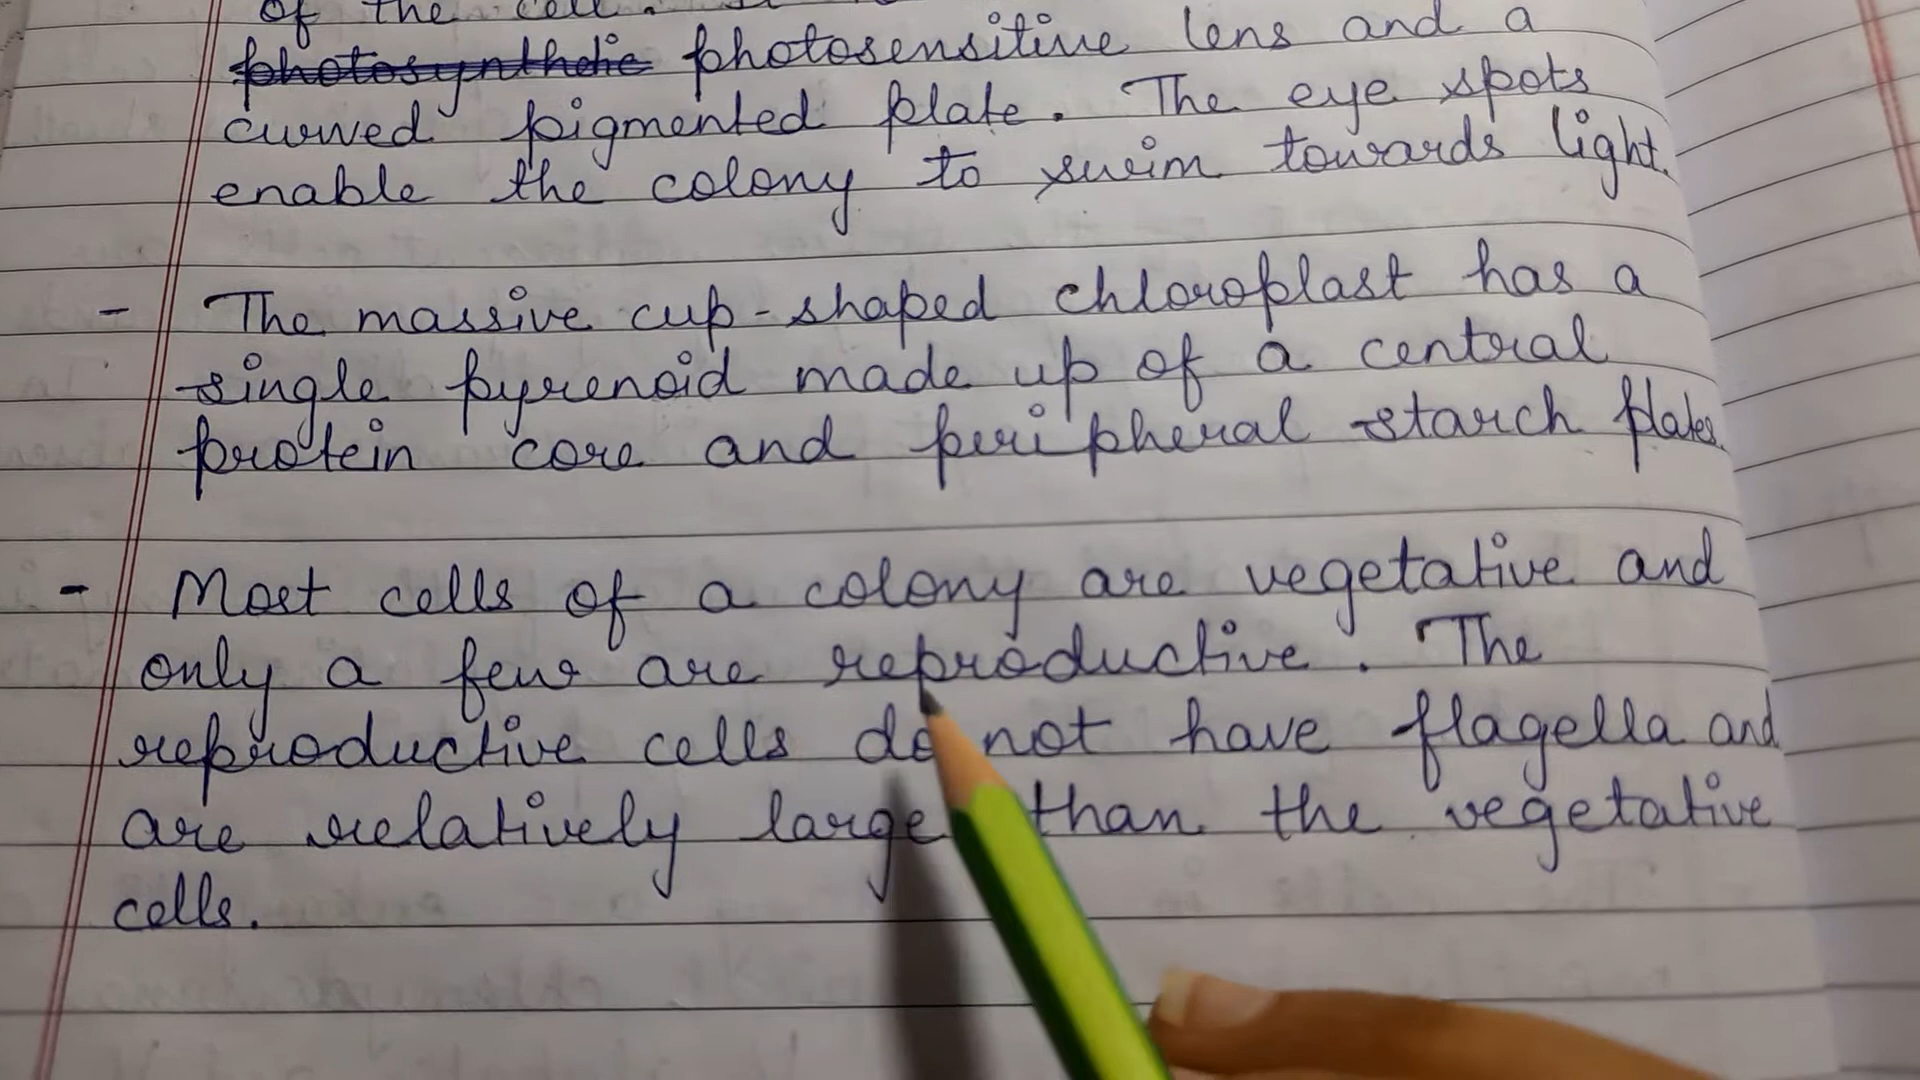 of the cell.
photosynthetic photosensitive lens and a
curved pigmented plate. The eye spots
enable the colony to swim towards light.
- The massive cup-shaped chloroplast has a
single pyrenoid made up of a central
protein core and peripheral starch plates.
- Most cells of a colony are vegetative and
only a few are reproductive. The
reproductive cells do not have flagella and
are relatively large than the vegetative
cells.